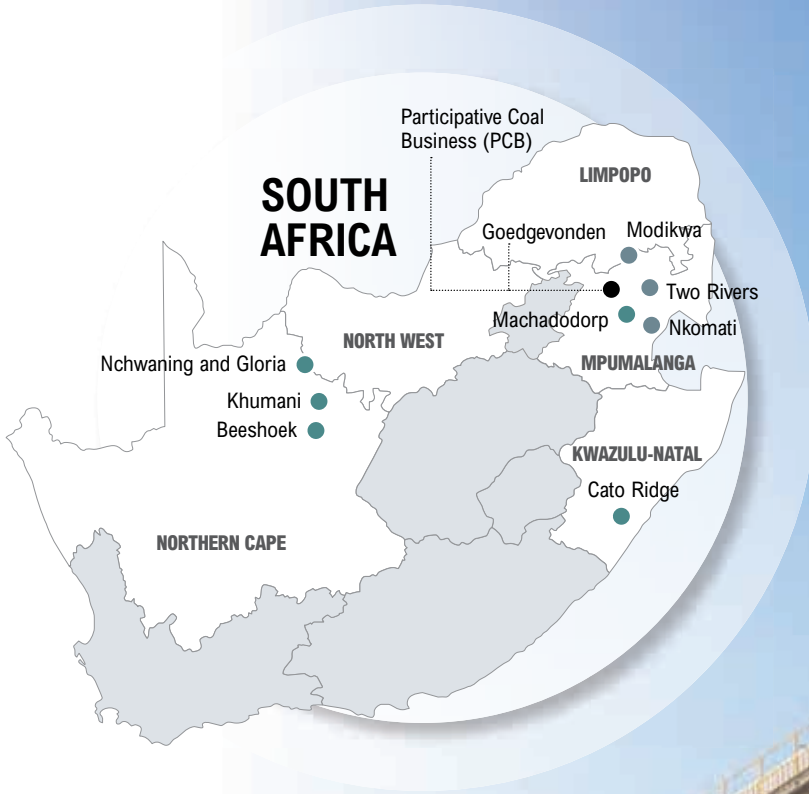 Participative Coal
Business (PCB)
LIMPOPO
SOUTH
AFRICA
Goedgevonden
Modikwa
Two Rivers
Machadodorp
Nkomati
NORTH WEST
MPUMALANGA
Nchwaning and Gloria
Khumani
Beeshoek
KWAZULU-NATAL
Cato Ridge
NORTHERN CAPE